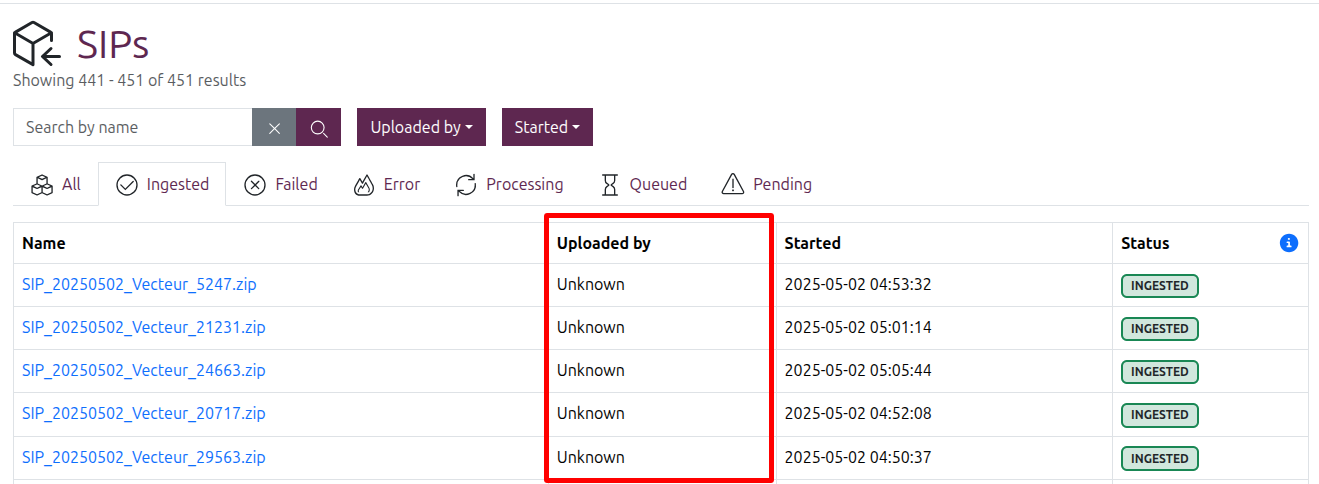 SIPs
Showing 441 - 451 of 451 results
Search by name Uploaded by Started
All Ingested Failed Error Processing Queued Pending
Name Uploaded by Started Status
SIP_20250502_Vecteur_5247.zip Unknown 2025-05-02 04:53:32 INGESTED
SIP_20250502_Vecteur_21231.zip Unknown 2025-05-02 05:01:14 INGESTED
SIP_20250502_Vecteur_24663.zip Unknown 2025-05-02 05:05:44 INGESTED
SIP_20250502_Vecteur_20717.zip Unknown 2025-05-02 04:52:08 INGESTED
SIP_20250502_Vecteur_29563.zip Unknown 2025-05-02 04:50:37 INGESTED